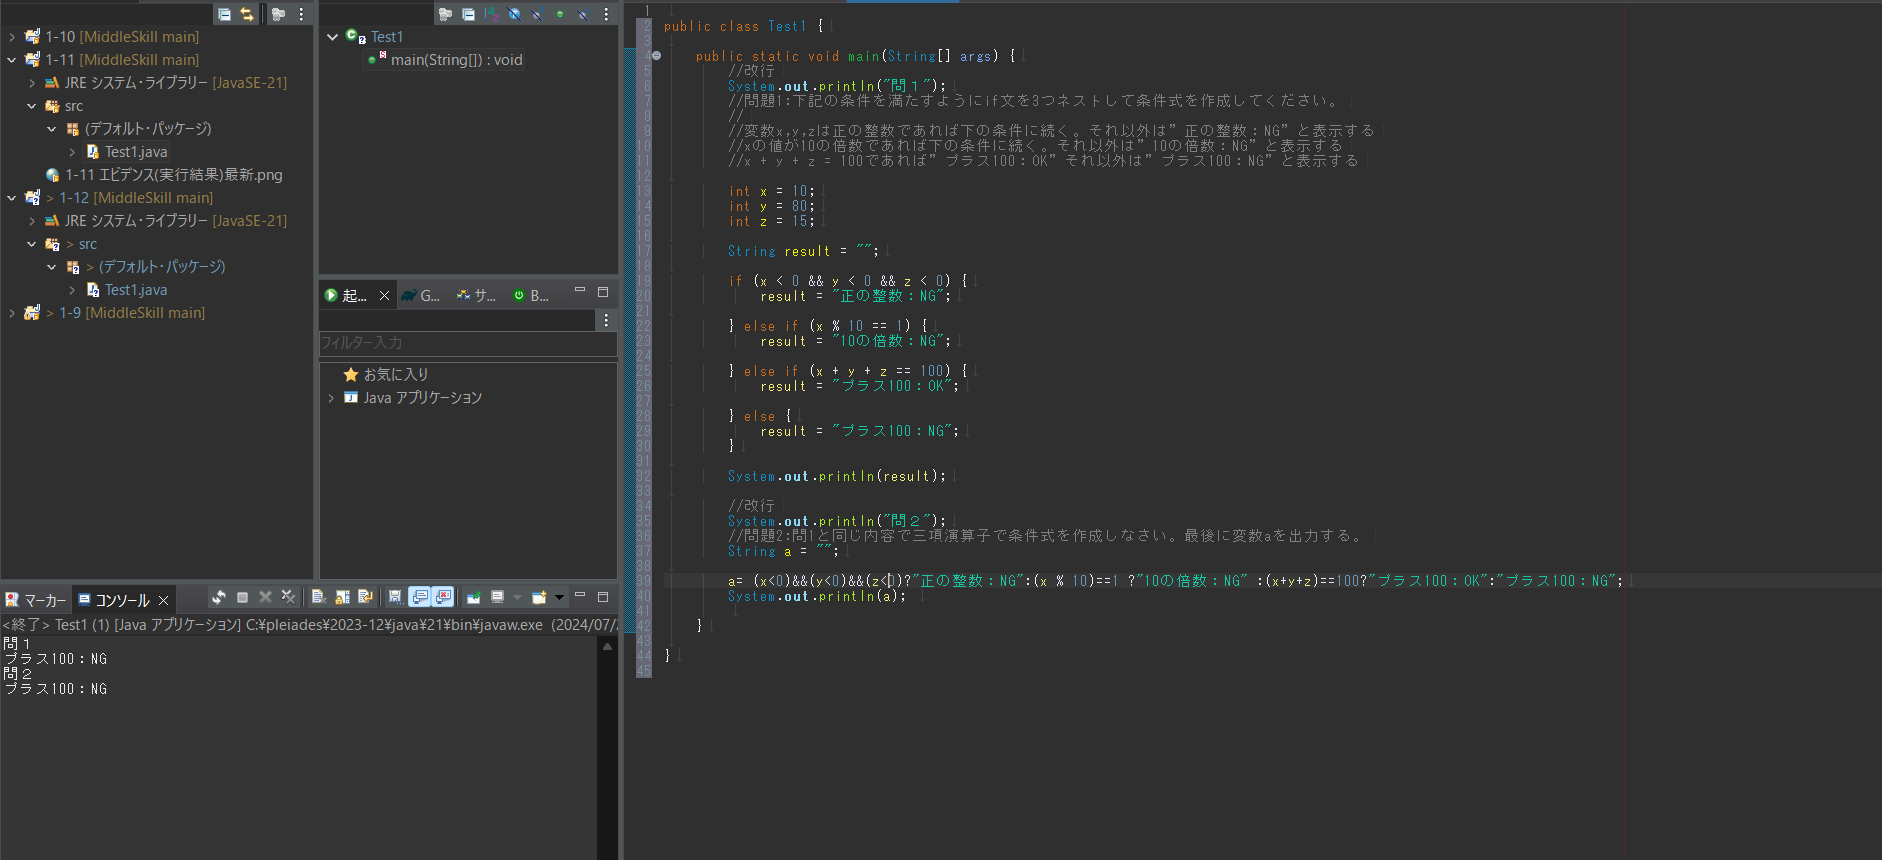 1-10 [MiddleSkill main]
1-11 [MiddleSkill main]
JRE システム・ライブラリー [JavaSE-21]
src
(デフォルト・パッケージ)
Test1.java
1-11 エビデンス(実行結果)最新.png
> 1-12 [MiddleSkill main]
JRE システム・ライブラリー [JavaSE-21]
> src
> (デフォルト・パッケージ)
Test1.java
> 1-9 [MiddleSkill main]
Test1
main(String[]) : void
起... G... サ... B...
フィルター入力
お気に入り
Java アプリケーション
マーカー コンソール
<終了> Test1 (1) [Java アプリケーション] C:¥pleiades¥2023-12¥java¥21¥bin¥javaw.exe (2024/07/
問１
プラス100：NG
問２
プラス100：NG
1
2 public class Test1 {
3
4 public static void main(String[] args) {
5 //改行
6 System.out.println("問１");
7 //問題1:下記の条件を満たすようにif文を3つネストして条件式を作成してください。
8 //
9 //変数x,y,zは正の整数であれば下の条件に続く。それ以外は”正の整数：NG”と表示する
10 //xの値が10の倍数であれば下の条件に続く。それ以外は”10の倍数：NG”と表示する
11 //x + y + z = 100であれば”プラス100：OK”それ以外は”プラス100：NG”と表示する
12
13 int x = 10;
14 int y = 80;
15 int z = 15;
16
17 String result = "";
18
19 if (x < 0 && y < 0 && z < 0) {
20 result = "正の整数：NG";
21
22 } else if (x % 10 == 1) {
23 result = "10の倍数：NG";
24
25 } else if (x + y + z == 100) {
26 result = "プラス100：OK";
27
28 } else {
29 result = "プラス100：NG";
30 }
31
32 System.out.println(result);
33
34 //改行
35 System.out.println("問２");
36 //問題2:問1と同じ内容で三項演算子で条件式を作成しなさい。最後に変数aを出力する。
37 String a = "";
38
39 a= (x<0)&&(y<0)&&(z<0)?"正の整数：NG":(x % 10)==1 ?"10の倍数：NG" :(x+y+z)==100?"プラス100：OK":"プラス100：NG";
40 System.out.println(a);
41
42 }
43
44 }
45